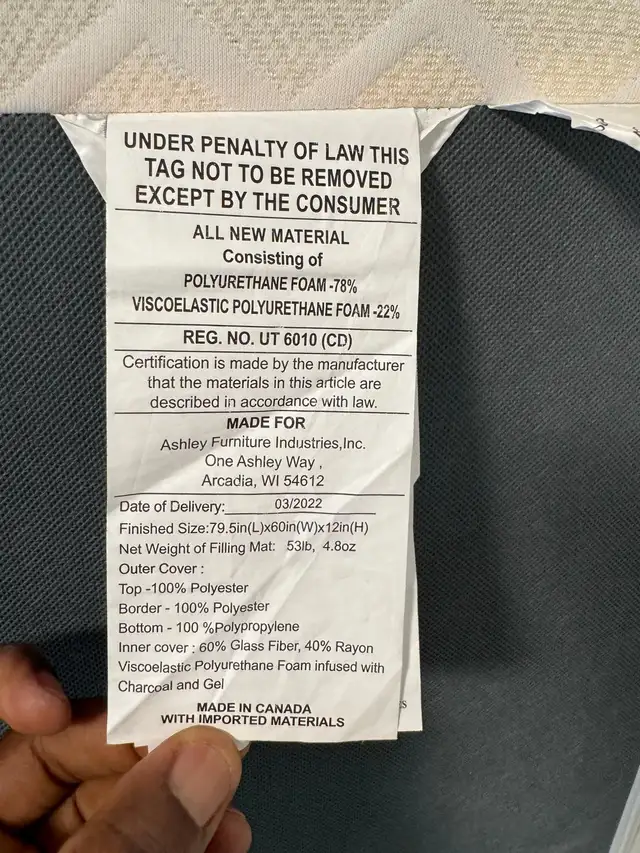 UNDER PENALTY OF LAW THIS
TAG NOT TO BE REMOVED
EXCEPT BY THE CONSUMER
ALL NEW MATERIAL
Consisting of
POLYURETHANE FOAM -78%
VISCOELASTIC POLYURETHANE FOAM -22%
REG. NO. UT 6010 (CD)
Certification is made by the manufacturer
that the materials in this article are
described in accordance with law.
MADE FOR
Ashley Furniture Industries,Inc.
One Ashley Way ,
Arcadia, WI 54612
Date of Delivery: 03/2022
Finished Size:79.5in(L)x60in(W)x12in(H)
Net Weight of Filling Mat: 53lb, 4.8oz
Outer Cover :
Top -100% Polyester
Border - 100% Polyester
Bottom - 100 %Polypropylene
Inner cover : 60% Glass Fiber, 40% Rayon
Viscoelastic Polyurethane Foam infused with
Charcoal and Gel
MADE IN CANADA
WITH IMPORTED MATERIALS